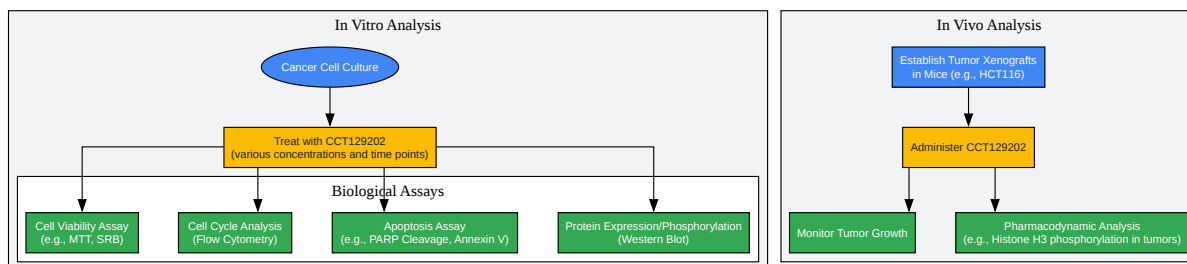 In Vitro Analysis
Cancer Cell Culture
Treat with CCT129202
(various concentrations and time points)
Biological Assays
Cell Viability Assay
(e.g., MTT, SRB)
Cell Cycle Analysis
(Flow Cytometry)
Apoptosis Assay
(e.g., PARP Cleavage, Annexin V)
Protein Expression/Phosphorylation
(Western Blot)
In Vivo Analysis
Establish Tumor Xenografts
in Mice (e.g., HCT116)
Administer CCT129202
Monitor Tumor Growth
Pharmacodynamic Analysis
(e.g., Histone H3 phosphorylation in tumors)